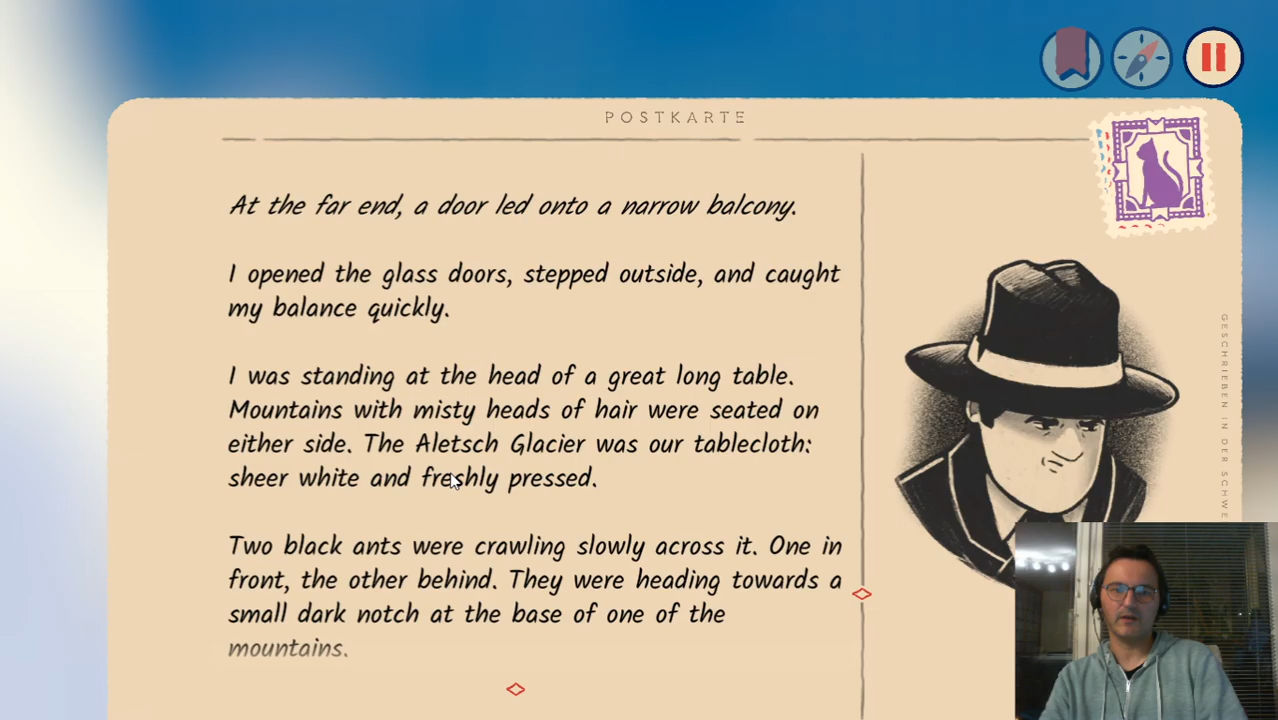 POSTKARTE
At the far end, a door led onto a narrow balcony.
I opened the glass doors, stepped outside, and caught
my balance quickly.
I was standing at the head of a great long table.
Mountains with misty heads of hair were seated on
either side. The Aletsch Glacier was our tablecloth:
sheer white and freshly pressed.
Two black ants were crawling slowly across it. One in
front, the other behind. They were heading towards a
small dark notch at the base of one of the
mountains.
GESCHRIEBEN IN DER